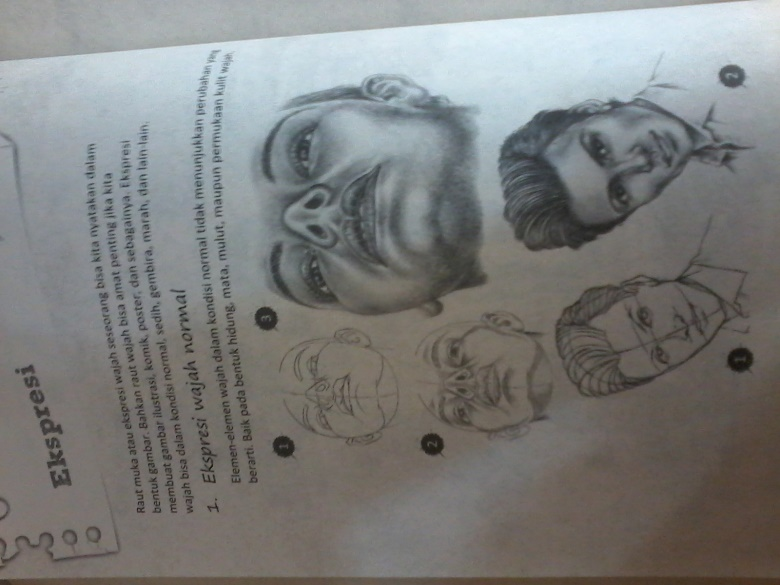 Ekspresi
Raut muka atau ekspresi wajah seseorang bisa kita nyatakan dalam
bentuk gambar. Bahkan raut wajah bisa amat penting jika kita
membuat gambar ilustrasi, komik, poster, dan sebagainya. Ekspresi
wajah bisa dalam kondisi normal, sedih, gembira, marah, dan lain-lain.
1. Ekspresi wajah normal
Elemen-elemen wajah dalam kondisi normal tidak menunjukkan perubahan yang
berarti. Baik pada bentuk hidung, mata, mulut, maupun permukaan kulit wajah.
1
3
2
1
2